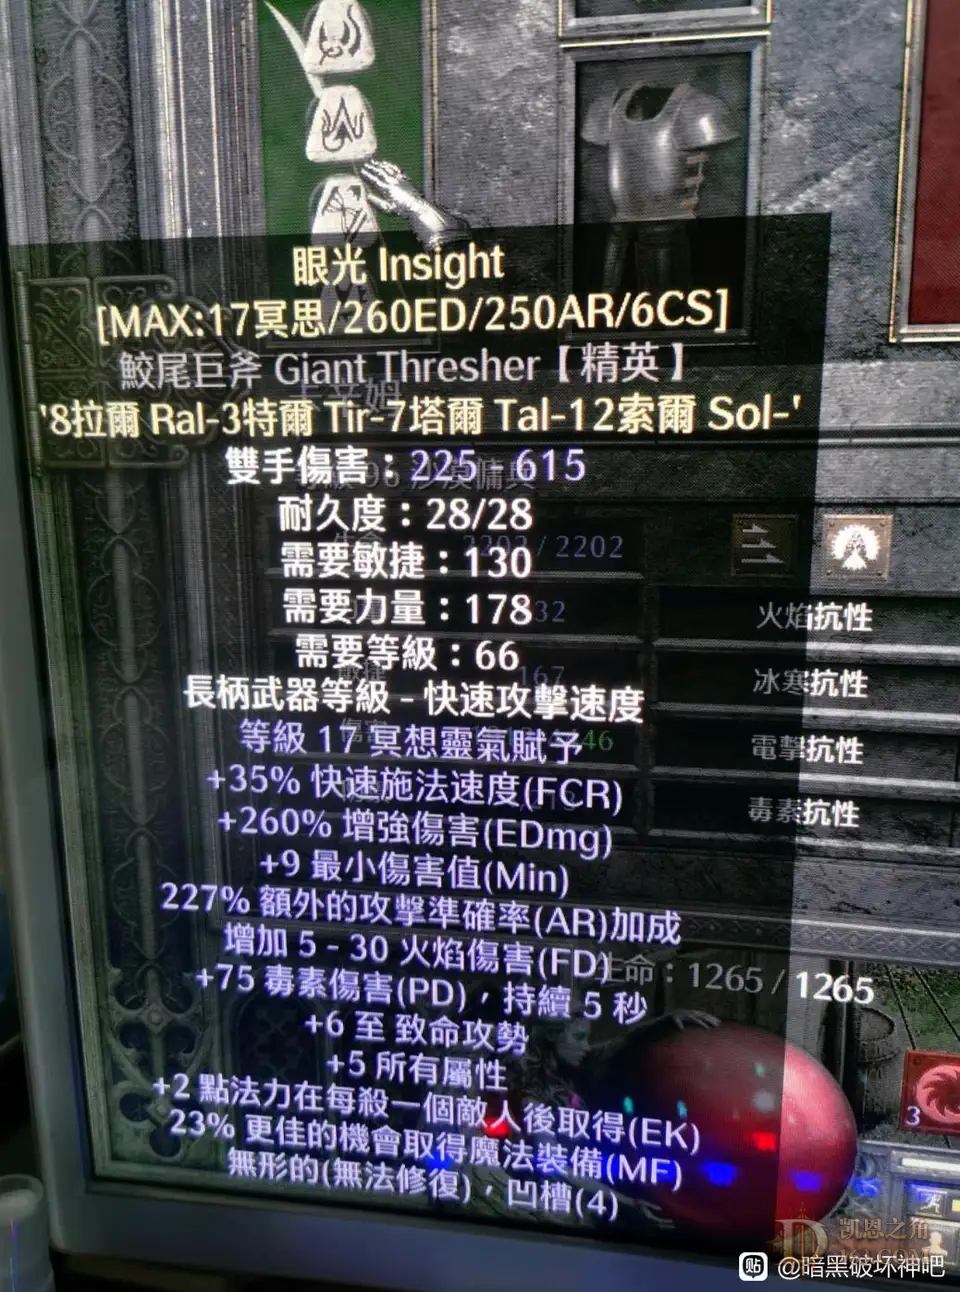 眼光 Insight
[MAX:17冥思/260ED/250AR/6CS]
鮫尾巨斧 Giant Thresher【精英】
'8拉爾 Ral-3特爾 Tir-7塔爾 Tal-12索爾 Sol-'
雙手傷害：225 - 615
耐久度：28/28
2202 / 2202
需要敏捷：130
需要力量：178
火焰抗性
需要等級：66
167
冰寒抗性
長柄武器等級 - 快速攻擊速度
等級 17 冥想靈氣賦予
46
電擊抗性
+35% 快速施法速度(FCR)
毒素抗性
+260% 增強傷害(EDmg)
+9 最小傷害值(Min)
227% 額外的攻擊準確率(AR)加成
增加 5 - 30 火焰傷害(FD)
生命：1265 / 1265
+75 毒素傷害(PD)，持續 5 秒
+6 至 致命攻勢
+5 所有屬性
+2 點法力在每殺一個敵人後取得(EK)
23% 更佳的機會取得魔法裝備(MF)
無形的(無法修復)，凹槽(4)
3
凯恩之角
贴 @暗黑破坏神吧